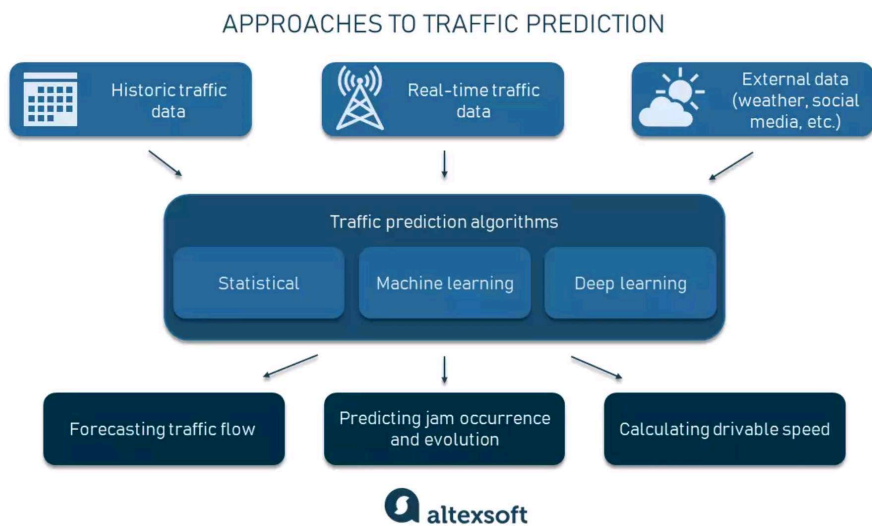 APPROACHES TO TRAFFIC PREDICTION
Historic traffic
data
Real-time traffic
data
External data
(weather, social
media, etc.)
Traffic prediction algorithms
Statistical
Machine learning
Deep learning
Forecasting traffic flow
Predicting jam occurrence
and evolution
Calculating drivable speed
altexsoft